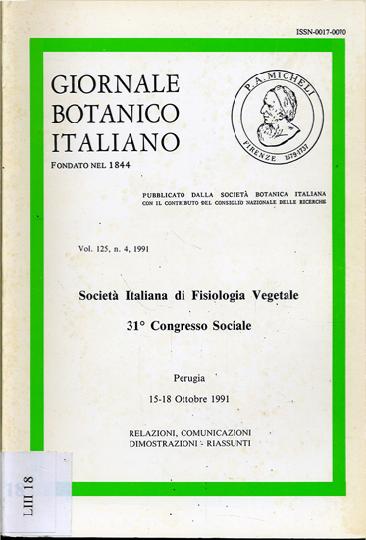 ISSN-0017-0070
GIORNALE
BOTANICO
ITALIANO
FONDATO NEL 1844
P. A. MICHELI
FIRENZE 1679-1737
PUBBLICATO DALLA SOCIETÀ BOTANICA ITALIANA
CON IL CONTRIBUTO DEL CONSIGLIO NAZIONALE DELLE RICERCHE
Vol. 125, n. 4, 1991
Società Italiana di Fisiologia Vegetale
31° Congresso Sociale
Perugia
15-18 Ottobre 1991
RELAZIONI, COMUNICAZIONI
DIMOSTRAZIONI - RIASSUNTI
LIII 18